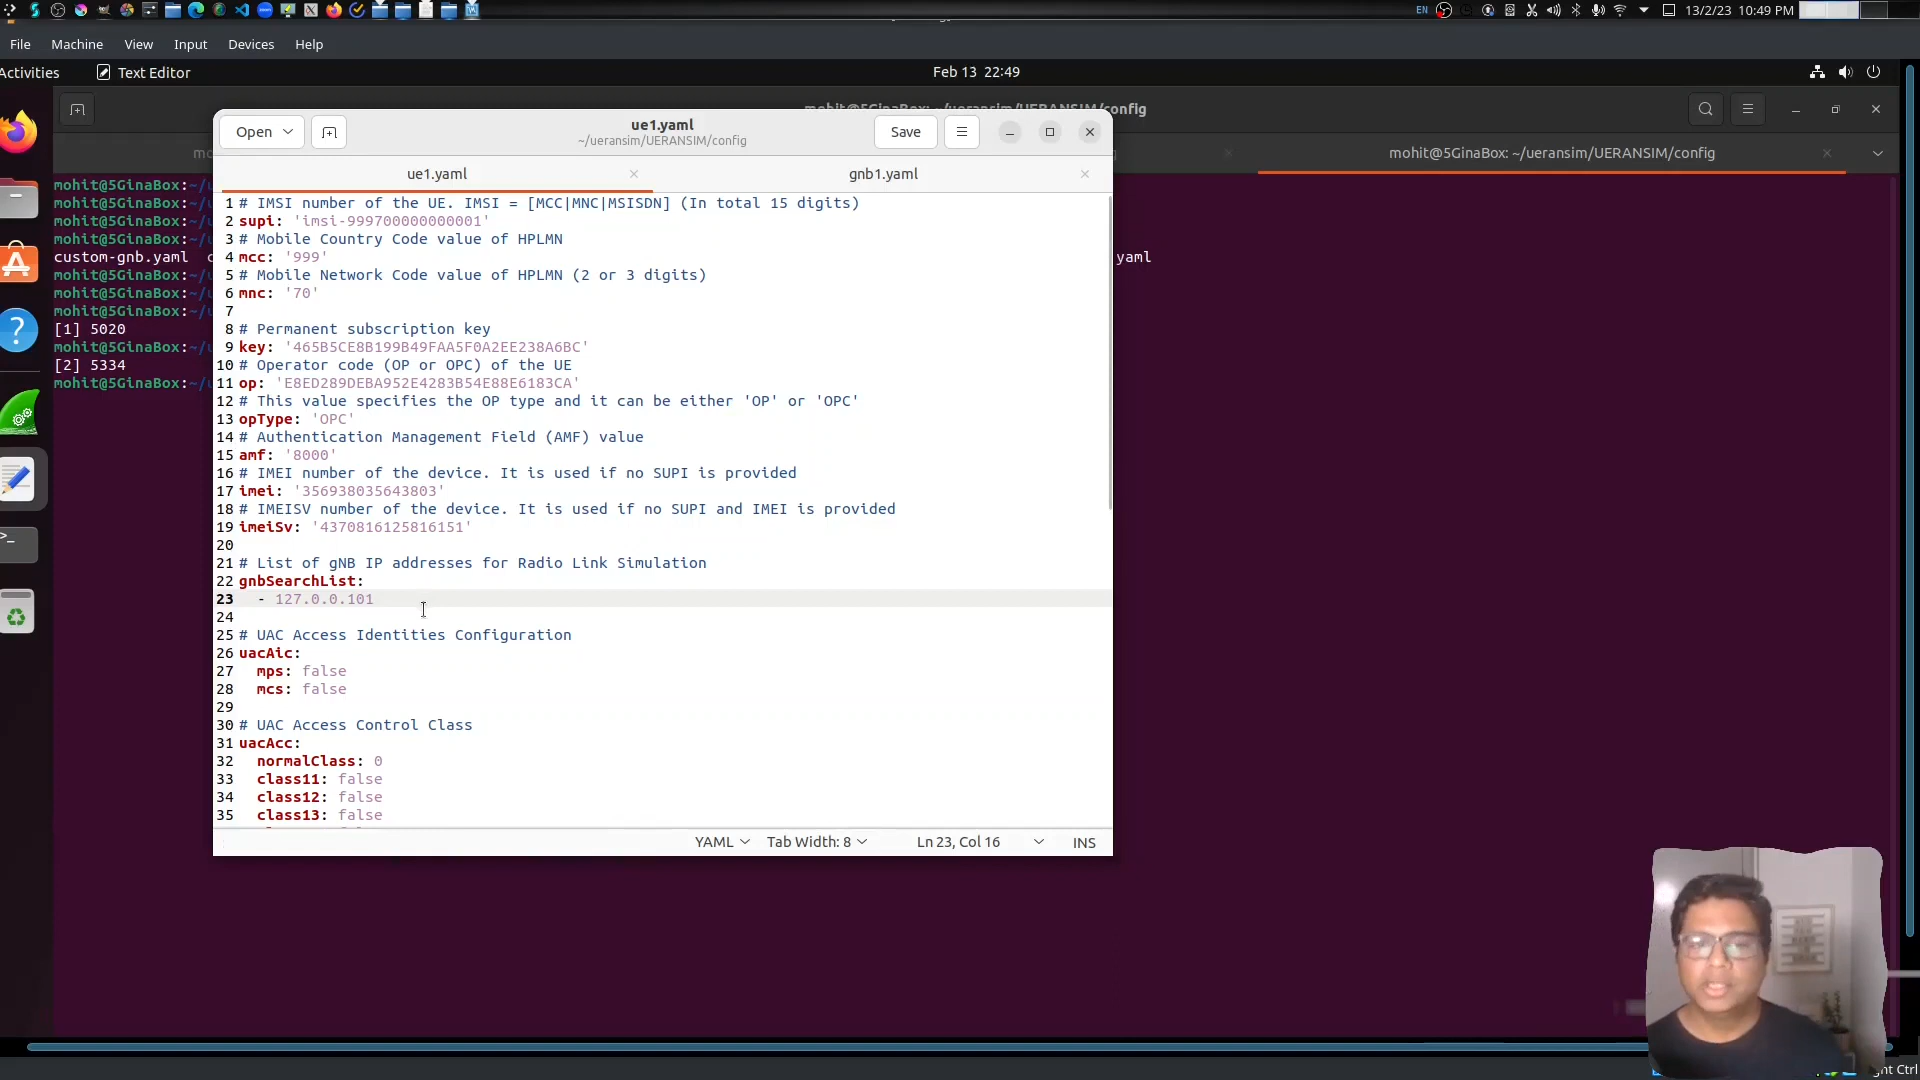 EN
13/2/23 10:49 PM
File Machine View Input Devices Help
Activities Text Editor Feb 13 22:49
mohit@5GinaBox: ~/ueransim/UERANSIM/config
Open ue1.yaml Save
~/ueransim/UERANSIM/config
mohit@5GinaBox: ~/ueransim/UERANSIM/config
ue1.yaml gnb1.yaml
mohit@5GinaBox:~/
mohit@5GinaBox:~/
mohit@5GinaBox:~/
mohit@5GinaBox:~/
custom-gnb.yaml
yaml
mohit@5GinaBox:~/
mohit@5GinaBox:~/
mohit@5GinaBox:~/
[1] 5020
mohit@5GinaBox:~/
[2] 5334
mohit@5GinaBox:~/
1 # IMSI number of the UE. IMSI = [MCC|MNC|MSISDN] (In total 15 digits)
2 supi: 'imsi-999700000000001'
3 # Mobile Country Code value of HPLMN
4 mcc: '999'
5 # Mobile Network Code value of HPLMN (2 or 3 digits)
6 mnc: '70'
7
8 # Permanent subscription key
9 key: '465B5CE8B199B49FAA5F0A2EE238A6BC'
10 # Operator code (OP or OPC) of the UE
11 op: 'E8ED289DEBA952E4283B54E88E6183CA'
12 # This value specifies the OP type and it can be either 'OP' or 'OPC'
13 opType: 'OPC'
14 # Authentication Management Field (AMF) value
15 amf: '8000'
16 # IMEI number of the device. It is used if no SUPI is provided
17 imei: '356938035643803'
18 # IMEISV number of the device. It is used if no SUPI and IMEI is provided
19 imeiSv: '4370816125816151'
20
21 # List of gNB IP addresses for Radio Link Simulation
22 gnbSearchList:
23 - 127.0.0.101
24
25 # UAC Access Identities Configuration
26 uacAic:
27 mps: false
28 mcs: false
29
30 # UAC Access Control Class
31 uacAcc:
32 normalClass: 0
33 class11: false
34 class12: false
35 class13: false
YAML Tab Width: 8 Ln 23, Col 16 INS
Ctrl